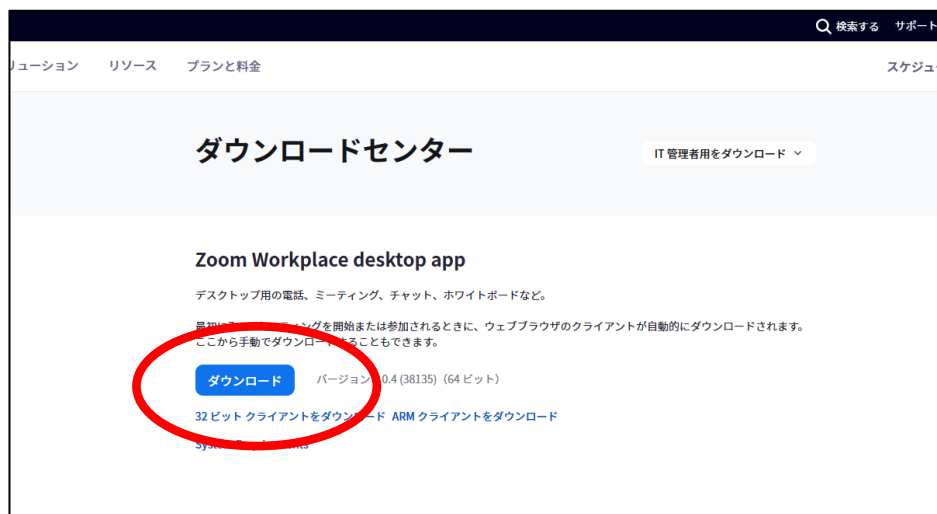 検索する サポート
リューション リソース プランと料金 スケジュ
ダウンロードセンター
IT 管理者用をダウンロード
Zoom Workplace desktop app
デスクトップ用の電話、ミーティング、チャット、ホワイトボードなど。
最初に ングを開始または参加されるときに、ウェブブラウザのクライアントが自動的にダウンロードされます。
ここから手動でダウンロード ることもできます。
ダウンロード バージョン .0.4 (38135)（64 ビット）
32 ビット クライアントをダウンロード ARM クライアントをダウンロード